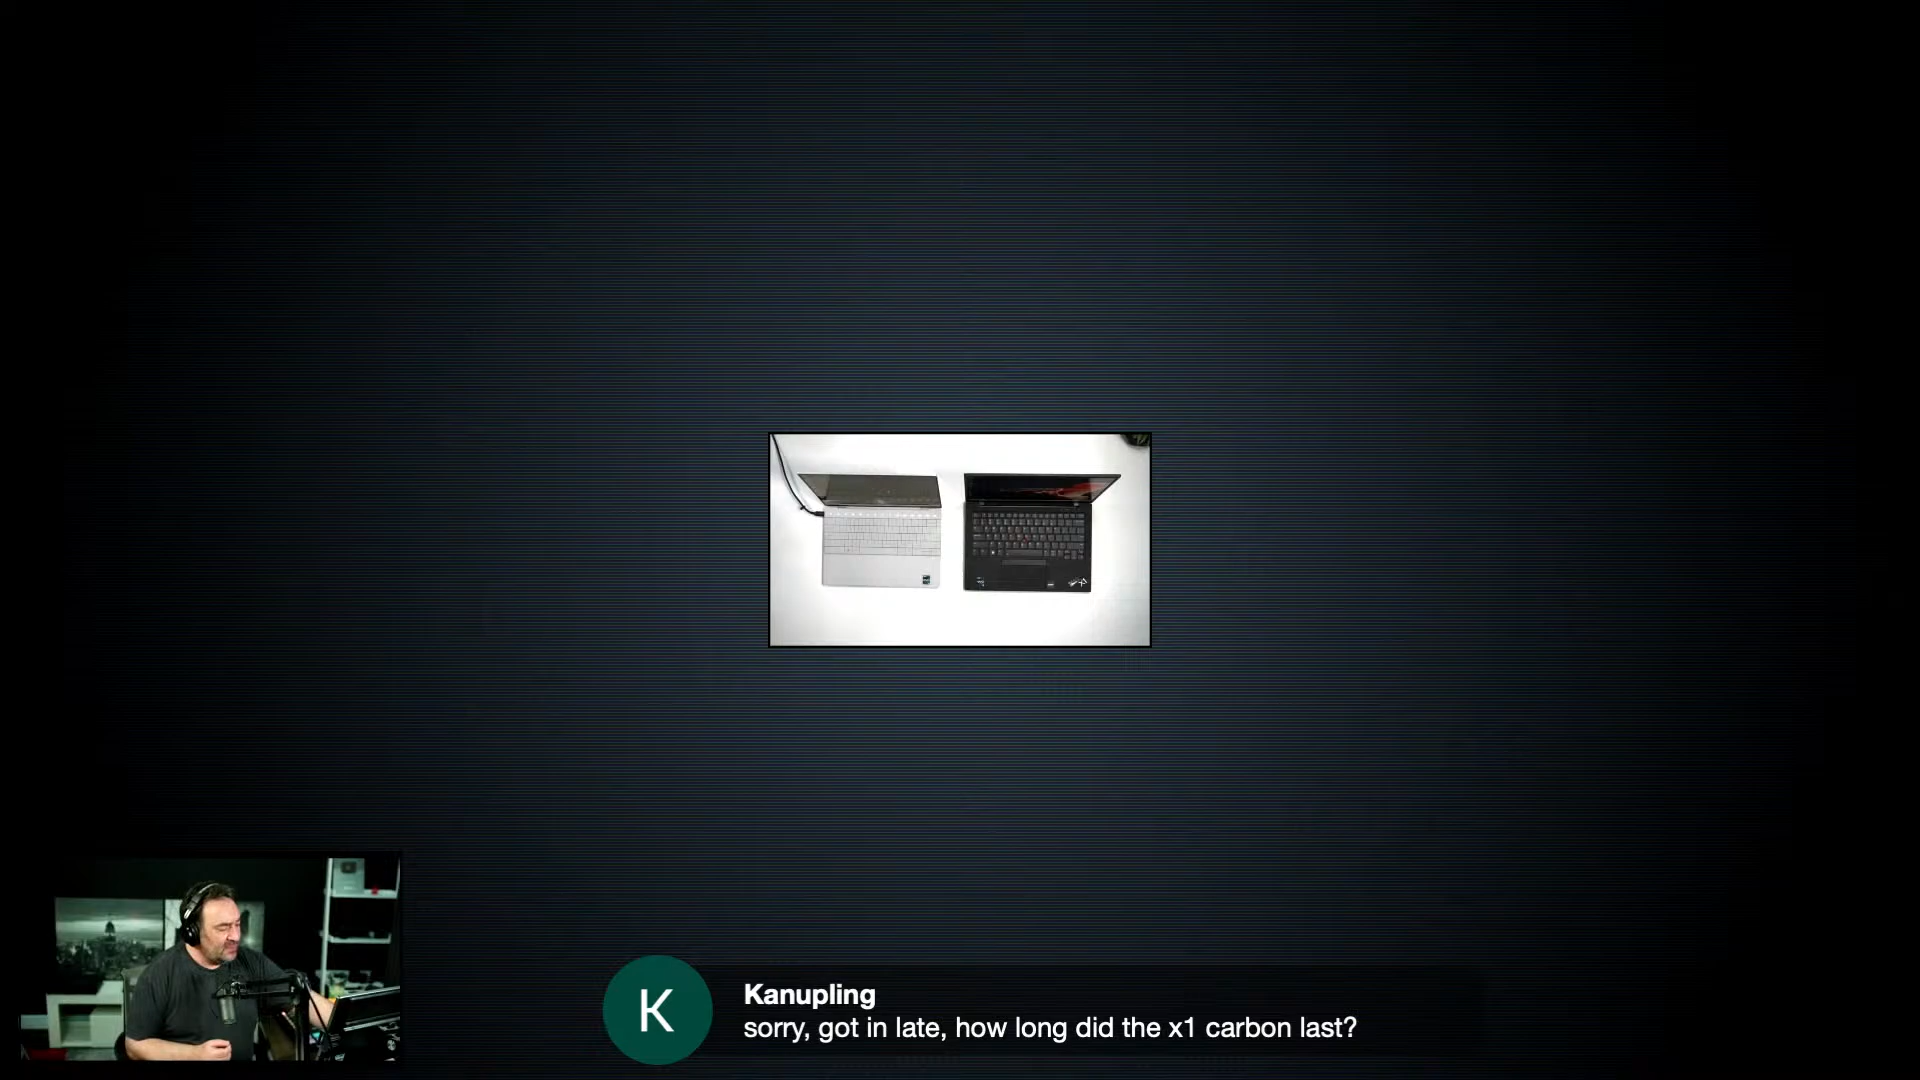 K
Kanupling
sorry, got in late, how long did the x1 carbon last?